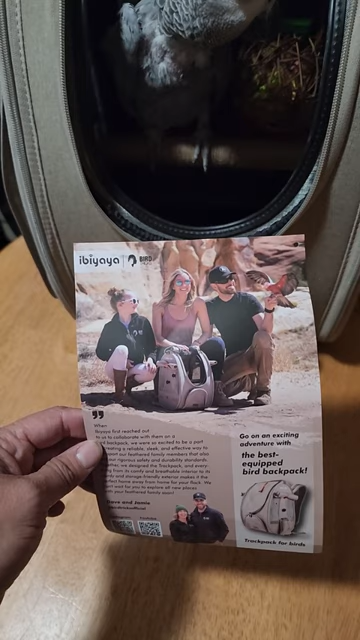 ibiyaya BIRD
When
Ibiyaya first reached out
to us to collaborate with them on a
backpack, we were so excited to be a part
creating a reliable, sleek, and effective way to
your feathered family members that also
your rigorous safety and durability standards.
we designed the Trackpack, and every
from its comfy and breathable interior to its
and storage-friendly exterior makes it the
perfect home away from home for your flock. We
wait for you to explore all new places
with your feathered family soon!
and Jamie
Go on an exciting
adventure with
the best-
equipped
bird backpack!
Trackpack for birds